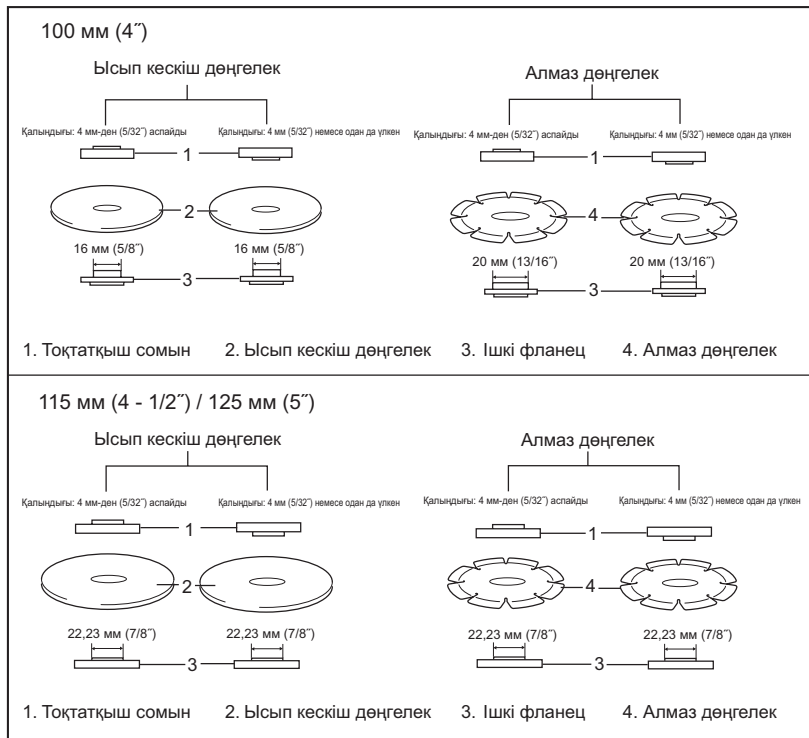 100 мм (4˝)
Ысып кескіш дөңгелек
Алмаз дөңгелек
Қалыңдығы: 4 мм-ден (5/32˝) аспайды
Қалыңдығы: 4 мм (5/32˝) немесе одан да үлкен
Қалыңдығы: 4 мм-ден (5/32˝) аспайды
Қалыңдығы: 4 мм (5/32˝) немесе одан да үлкен
1
1
2
4
16 мм (5/8˝)
16 мм (5/8˝)
20 мм (13/16˝)
20 мм (13/16˝)
3
3
1. Тоқтатқыш сомын 2. Ысып кескіш дөңгелек 3. Ішкі фланец 4. Алмаз дөңгелек
115 мм (4 - 1/2˝) / 125 мм (5˝)
Ысып кескіш дөңгелек
Алмаз дөңгелек
Қалыңдығы: 4 мм-ден (5/32˝) аспайды
Қалыңдығы: 4 мм (5/32˝) немесе одан да үлкен
Қалыңдығы: 4 мм-ден (5/32˝) аспайды
Қалыңдығы: 4 мм (5/32˝) немесе одан да үлкен
1
1
2
4
22,23 мм (7/8˝)
22,23 мм (7/8˝)
22,23 мм (7/8˝)
22,23 мм (7/8˝)
3
3
1. Тоқтатқыш сомын 2. Ысып кескіш дөңгелек 3. Ішкі фланец 4. Алмаз дөңгелек